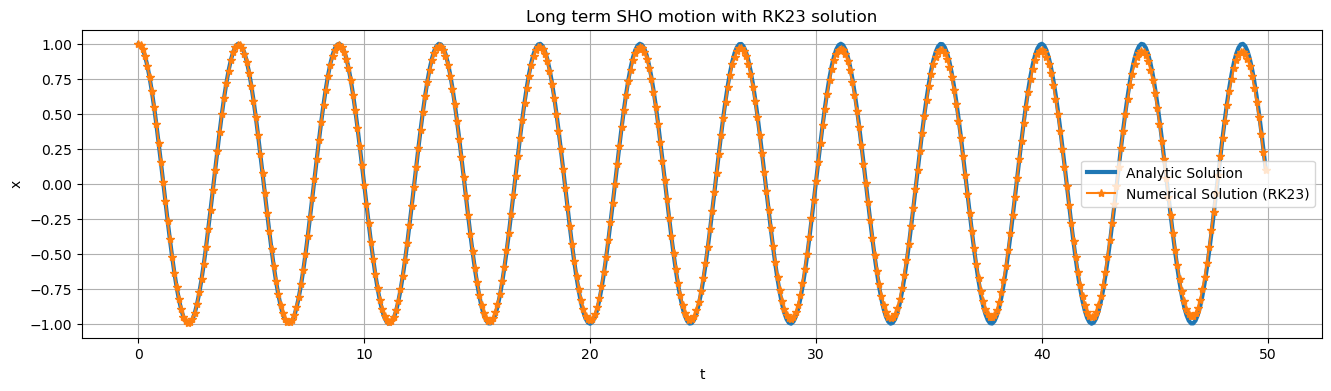 Long term SHO motion with RK23 solution
x
1.00
0.75
0.50
0.25
0.00
−0.25
−0.50
−0.75
−1.00
Analytic Solution
Numerical Solution (RK23)
0 10 20 30 40 50
t